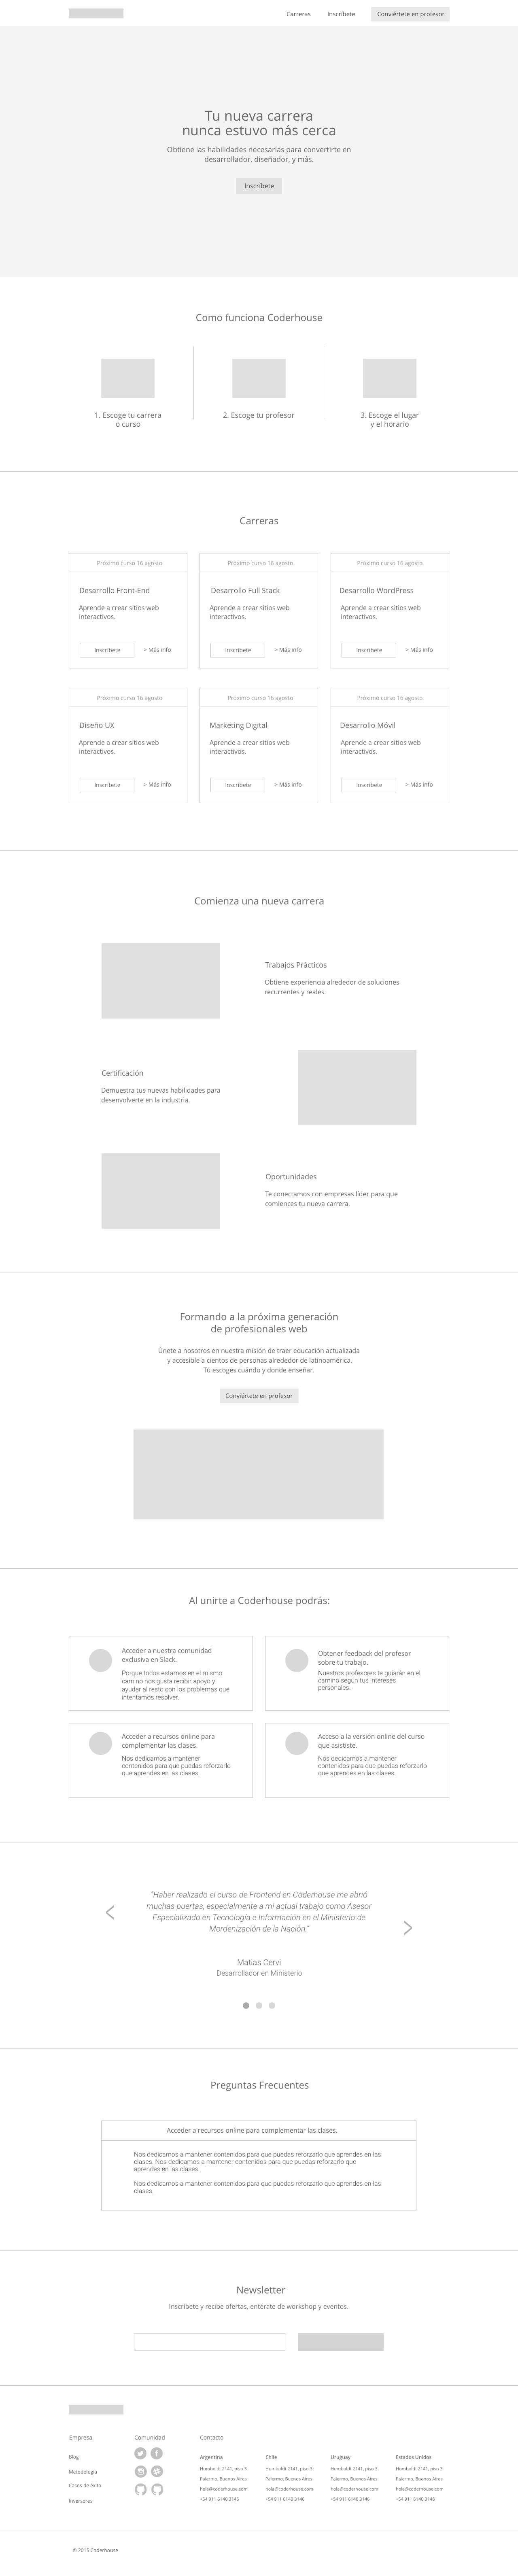 Carreras
Inscríbete
Conviértete en profesor
Tu nueva carrera
nunca estuvo más cerca
Obtiene las habilidades necesarias para convertirte en
desarrollador, diseñador, y más.
Inscríbete
Como funciona Coderhouse
1. Escoge tu carrera
o curso
2. Escoge tu profesor
3. Escoge el lugar
y el horario
Carreras
Próximo curso 16 agosto
Desarrollo Front-End
Aprende a crear sitios web
interactivos.
Inscríbete
> Más info
Próximo curso 16 agosto
Desarrollo Full Stack
Aprende a crear sitios web
interactivos.
Inscríbete
> Más info
Próximo curso 16 agosto
Desarrollo WordPress
Aprende a crear sitios web
interactivos.
Inscríbete
> Más info
Próximo curso 16 agosto
Diseño UX
Aprende a crear sitios web
interactivos.
Inscríbete
> Más info
Próximo curso 16 agosto
Marketing Digital
Aprende a crear sitios web
interactivos.
Inscríbete
> Más info
Próximo curso 16 agosto
Desarrollo Móvil
Aprende a crear sitios web
interactivos.
Inscríbete
> Más info
Comienza una nueva carrera
Trabajos Prácticos
Obtiene experiencia alrededor de soluciones
recurrentes y reales.
Certificación
Demuestra tus nuevas habilidades para
desenvolverte en la industria.
Oportunidades
Te conectamos con empresas líder para que
comiences tu nueva carrera.
Formando a la próxima generación
de profesionales web
Únete a nosotros en nuestra misión de traer educación actualizada
y accesible a cientos de personas alrededor de latinoamérica.
Tú escoges cuándo y donde enseñar.
Conviértete en profesor
Al unirte a Coderhouse podrás:
Acceder a nuestra comunidad
exclusiva en Slack.
Porque todos estamos en el mismo
camino nos gusta recibir apoyo y
ayudar al resto con los problemas que
intentamos resolver.
Obtener feedback del profesor
sobre tu trabajo.
Nuestros profesores te guiarán en el
camino según tus intereses
personales.
Acceder a recursos online para
complementar las clases.
Nos dedicamos a mantener
contenidos para que puedas reforzarlo
que aprendes en las clases.
Acceso a la versión online del curso
que asististe.
Nos dedicamos a mantener
contenidos para que puedas reforzarlo
que aprendes en las clases.
"Haber realizado el curso de Frontend en Coderhouse me abrió
muchas puertas, especialmente a mi actual trabajo como Asesor
Especializado en Tecnología e Información en el Ministerio de
Mordenización de la Nación."
Matias Cervi
Desarrollador en Ministerio
Preguntas Frecuentes
Acceder a recursos online para complementar las clases.
Nos dedicamos a mantener contenidos para que puedas reforzarlo que aprendes en las
clases. Nos dedicamos a mantener contenidos para que puedas reforzarlo que
aprendes en las clases.
Nos dedicamos a mantener contenidos para que puedas reforzarlo que aprendes en las
clases.
Newsletter
Inscríbete y recibe ofertas, entérate de workshop y eventos.
Empresa
Blog
Metodología
Casos de éxito
Inversores
Comunidad
Contacto
Argentina
Humboldt 2141, piso 3
Palermo, Buenos Aires
hola@coderhouse.com
+54 911 6140 3146
Chile
Humboldt 2141, piso 3
Palermo, Buenos Aires
hola@coderhouse.com
+54 911 6140 3146
Uruguay
Humboldt 2141, piso 3
Palermo, Buenos Aires
hola@coderhouse.com
+54 911 6140 3146
Estados Unidos
Humboldt 2141, piso 3
Palermo, Buenos Aires
hola@coderhouse.com
+54 911 6140 3146
© 2015 Coderhouse